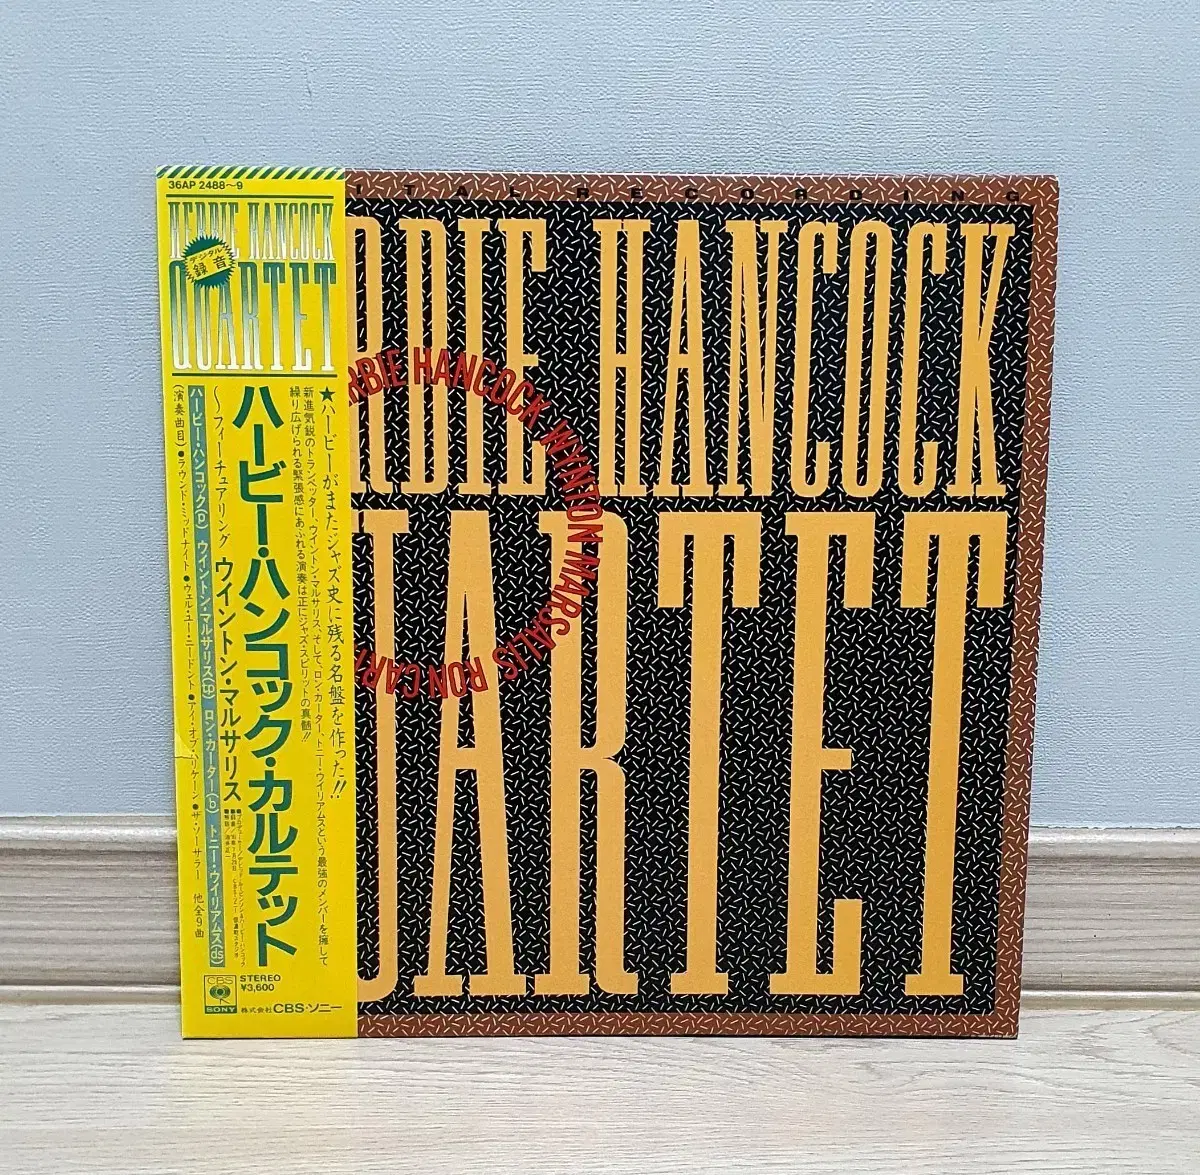 36AP 2488〜9
HERBIE HANCOCK
QUARTET
デジタル
録音
★ハービーがまたジャズ史に残る名盤を作った!!
新進気鋭のトランペッター、ウイントン・マルサリス、そして、ロン・カーター、トニー・ウイリアムスという最強のメンバーを擁して
繰り広げられる緊張感にあふれる演奏は正にジャズ・スピリットの真髄!!
ハービー・ハンコック・カルテット
〜フィーチュアリング ウイントン・マルサリス
ハービー・ハンコック(p) ウイントン・マルサリス(tp) ロン・カーター(b) トニー・ウイリアムス(ds)
(演奏曲目)●ラウンド・ミッドナイト ●ウェル・ユー・ニードント ●アイ・オブ・ハリケーン ●ザ・ソーサラー 他全9曲
CBS
SONY
STEREO
¥3,600
株式会社CBS・ソニー
ITAL RECORDING
RBIE HANCOCK
UARTET
RBIE HANCOCK WYNTON MARSALIS RON CAR